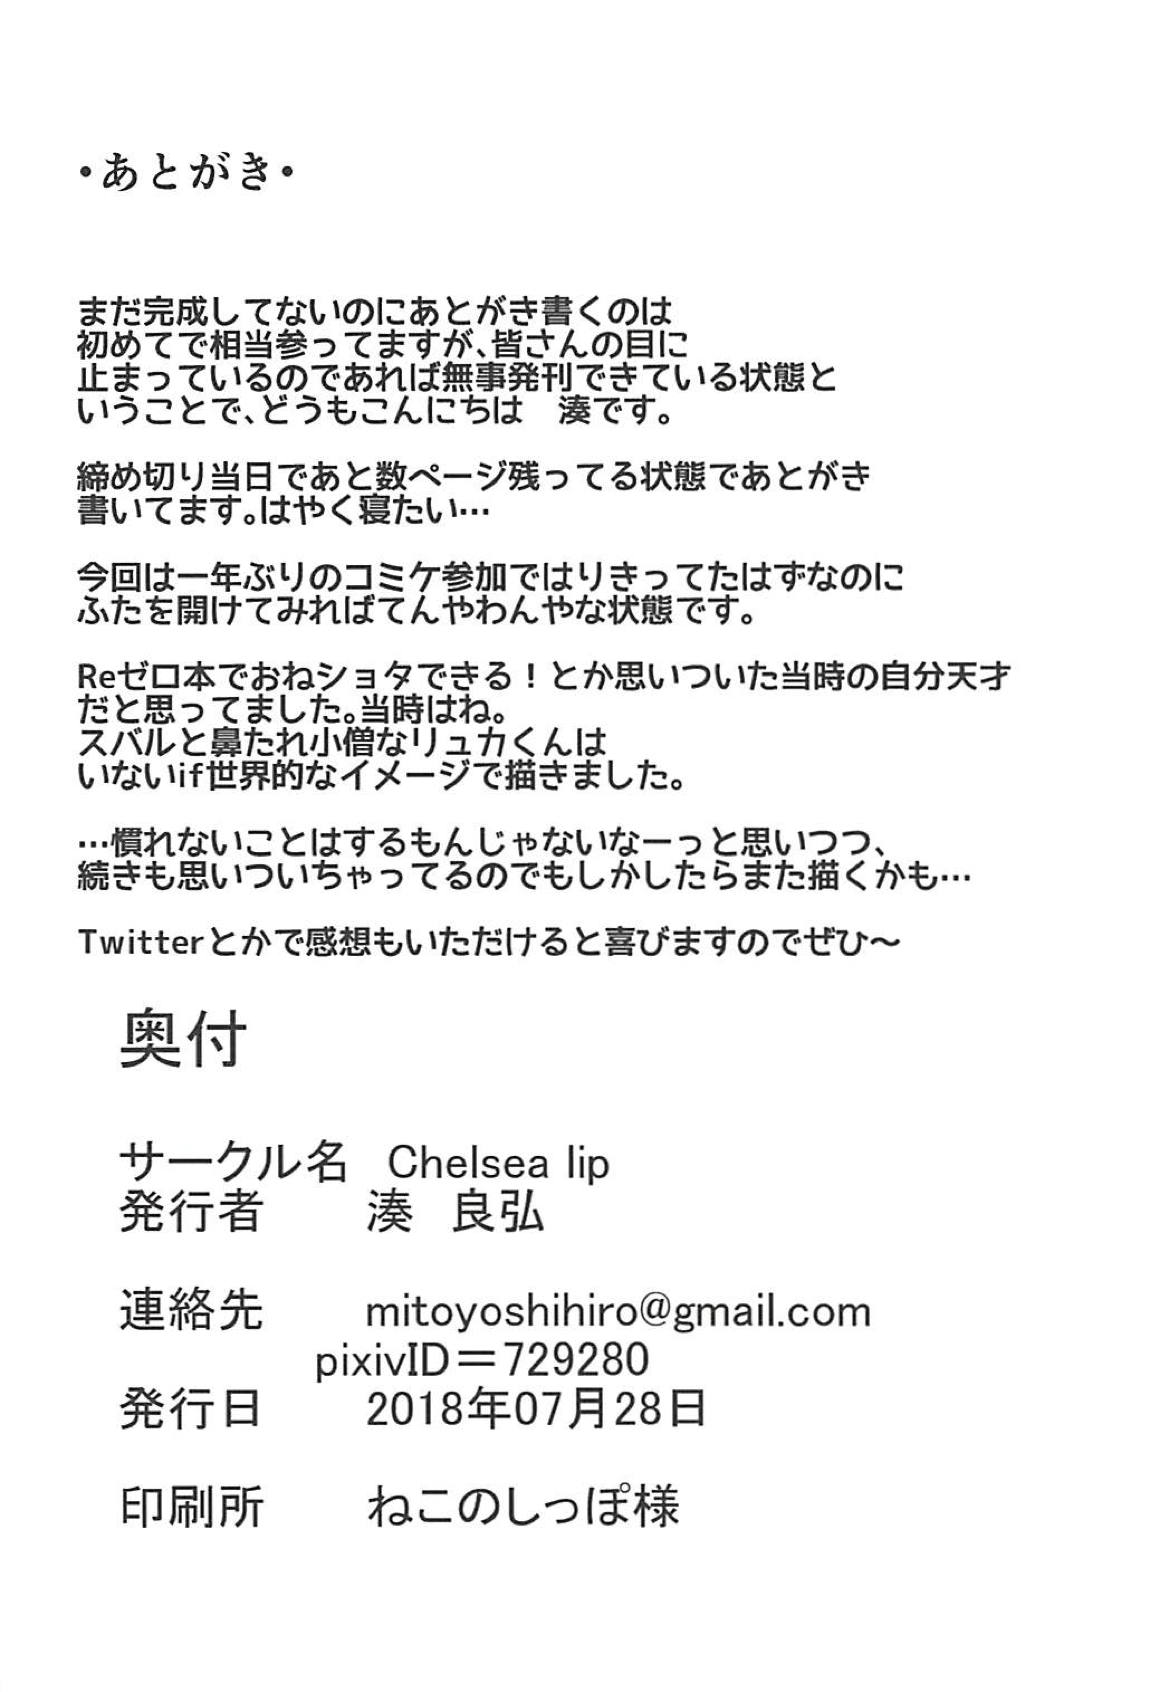 ・あとがき・
まだ完成してないのにあとがき書くのは
初めてで相当参ってますが、皆さんの目に
止まっているのであれば無事発刊できている状態と
いうことで、どうもこんにちは　湊です。
締め切り当日であと数ページ残ってる状態であとがき
書いてます。はやく寝たい…
今回は一年ぶりのコミケ参加ではりきってたはずなのに
ふたを開けてみればてんやわんやな状態です。
Reゼロ本でおねショタできる！とか思いついた当時の自分天才
だと思ってました。当時はね。
スバルと鼻たれ小僧なリュカくんは
いないif世界的なイメージで描きました。
…慣れないことはするもんじゃないなーっと思いつつ、
続きも思いついちゃってるのでもしかしたらまた描くかも…
Twitterとかで感想もいただけると喜びますのでぜひ～
奥付
サークル名　Chelsea lip
発行者　湊　良弘
連絡先　mitoyoshihiro@gmail.com
pixivID＝729280
発行日　2018年07月28日
印刷所　ねこのしっぽ様